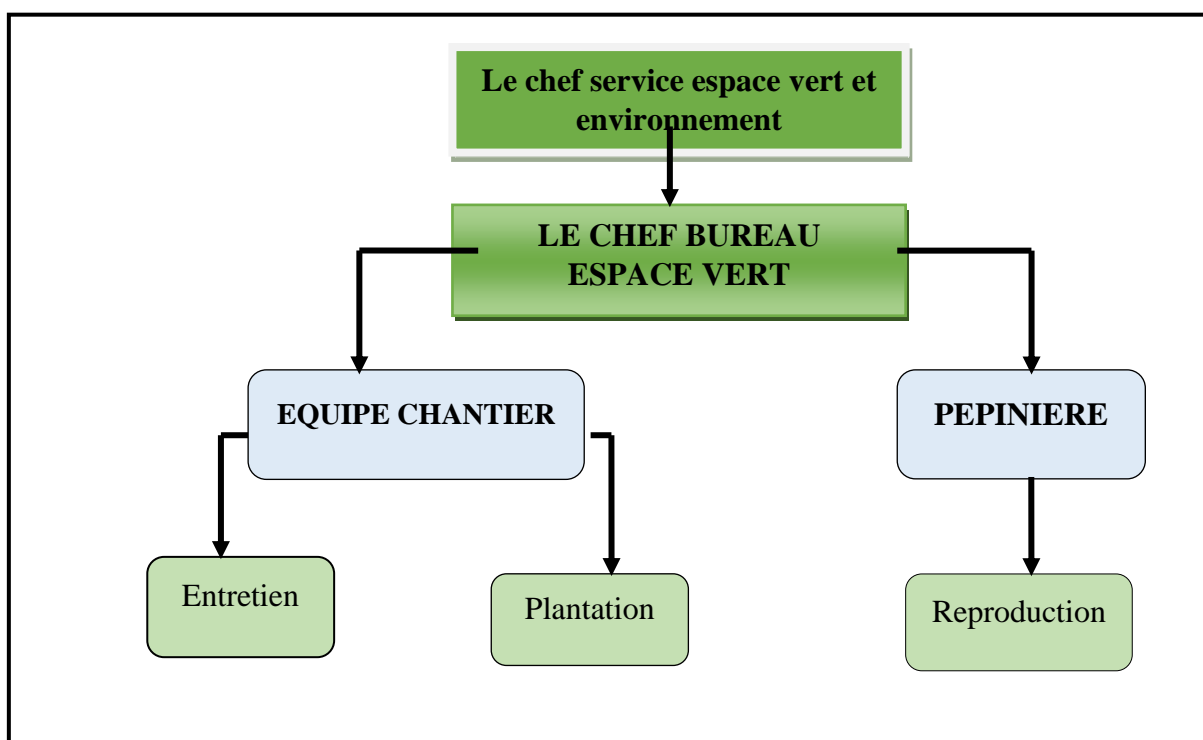 Le chef service espace vert et
environnement
LE CHEF BUREAU
ESPACE VERT
EQUIPE CHANTIER
PEPINIERE
Entretien
Plantation
Reproduction